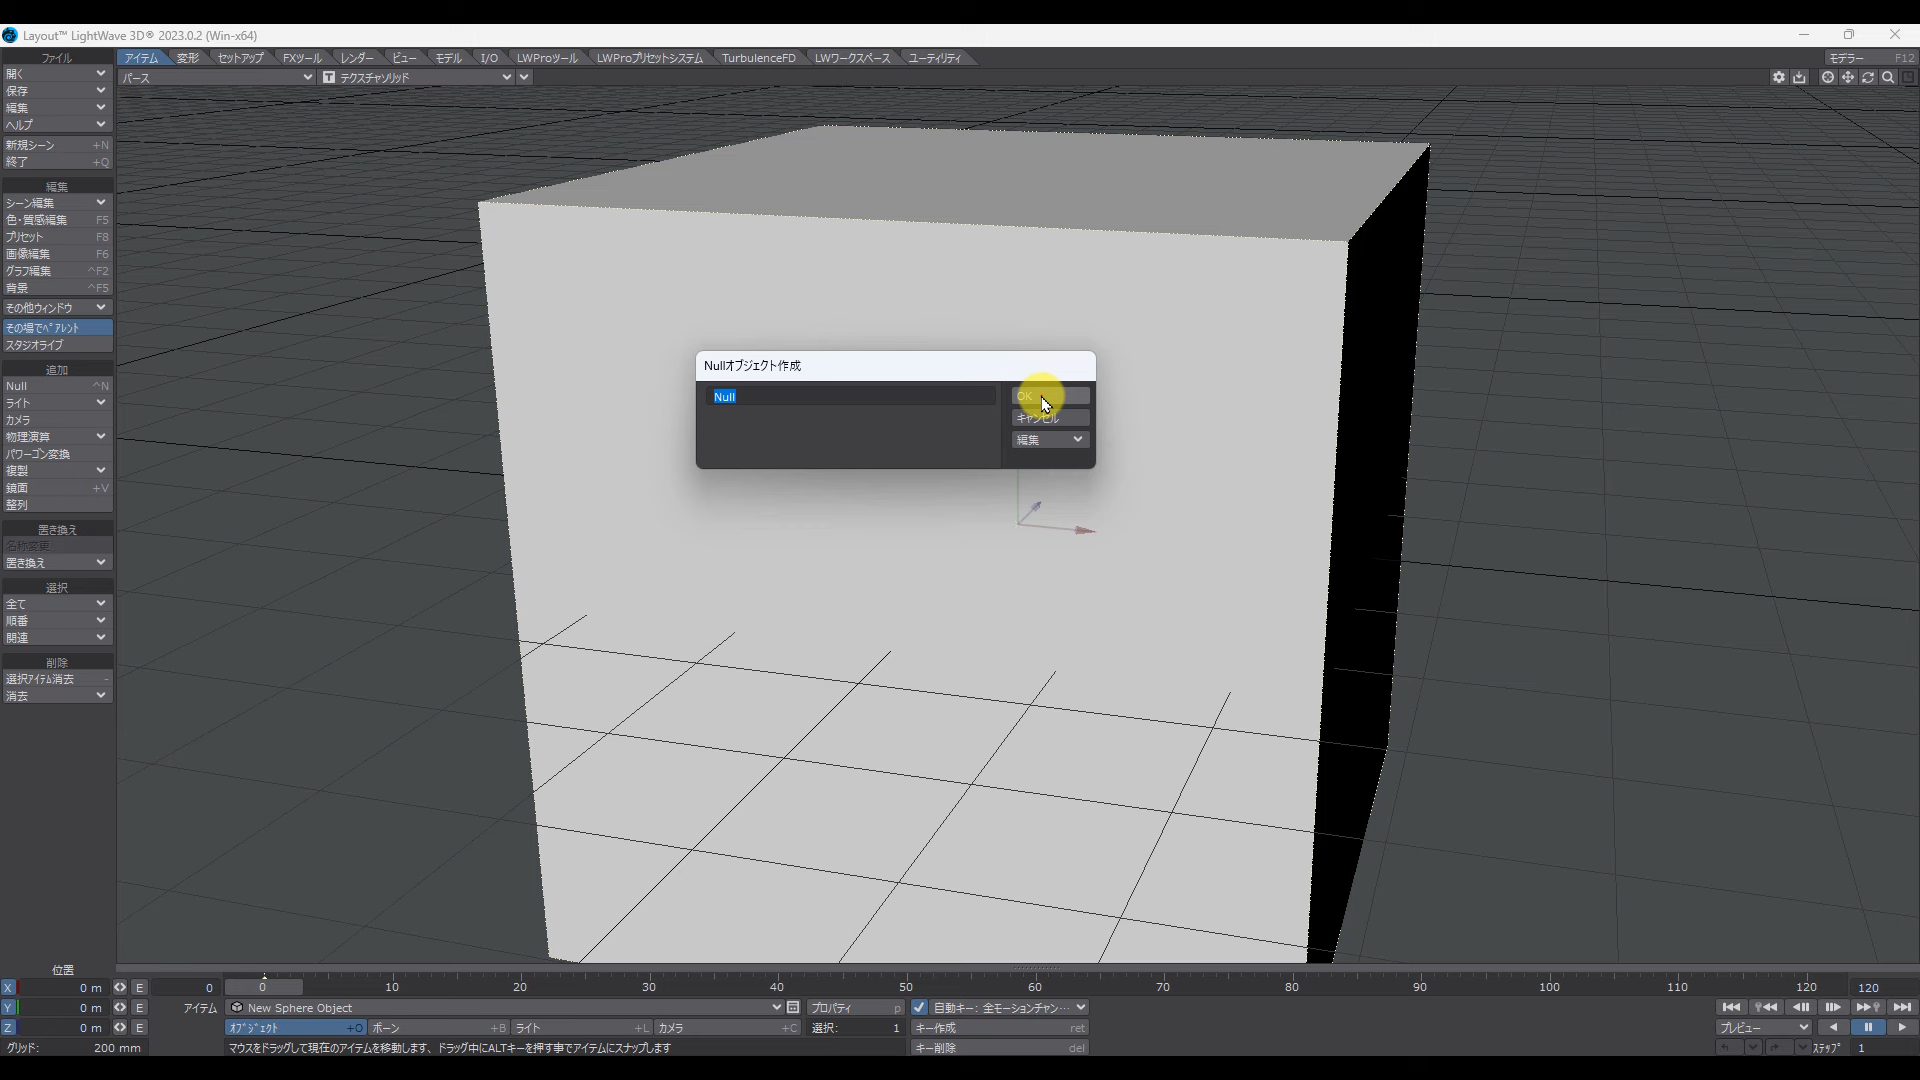 Layout™ LightWave 3D® 2023.0.2 (Win-x64)
ファイル
アイテム 変形 セットアップ FXツール レンダー ビュー モデル I/O LWProツール LWProプリセットシステム TurbulenceFD LWワークスペース ユーティリティ
モデラー F12
開く
パース
テクスチャソリッド
保存
編集
ヘルプ
新規シーン +N
終了 +Q
編集
シーン編集
色・質感編集 F5
プリセット F8
画像編集 F6
グラフ編集 ^F2
背景 ^F5
その他ウィンドウ
その場でペアレント
スタジオライブ
追加
Null ^N
ライト
カメラ
物理演算
パワーゴン変換
複製
鏡面 +V
整列
置き換え
名称変更
置き換え
選択
全て
順番
関連
削除
選択アイテム消去 -
消去
Nullオブジェクト作成
Null
OK
キャンセル
編集
位置
X 0 m E
0
0 10 20 30 40 50 60 70 80 90 100 110 120
120
Y 0 m E
アイテム New Sphere Object
プロパティ p
自動キー: 全モーションチャン…
Z 0 m E
オブジェクト +O ボーン +B ライト +L カメラ +C
選択: 1
キー作成 ret
プレビュー
グリッド: 200 mm
マウスをドラッグして現在のアイテムを移動します、ドラッグ中にALTキーを押す事でアイテムにスナップします
キー削除 del
ステップ 1